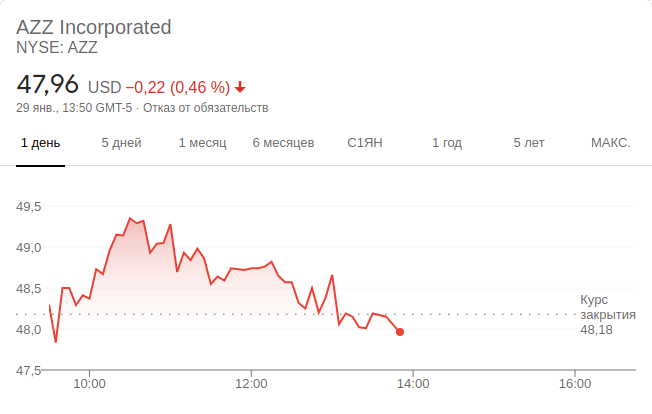 AZZ Incorporated
NYSE: AZZ
47,96 USD −0,22 (0,46 %)
29 янв., 13:50 GMT-5 · Отказ от обязательств
1 день 5 дней 1 месяц 6 месяцев С1ЯН 1 год 5 лет МАКС.
49,5
49,0
48,5
Курс
закрытия
48,18
48,0
47,5
10:00 12:00 14:00 16:00